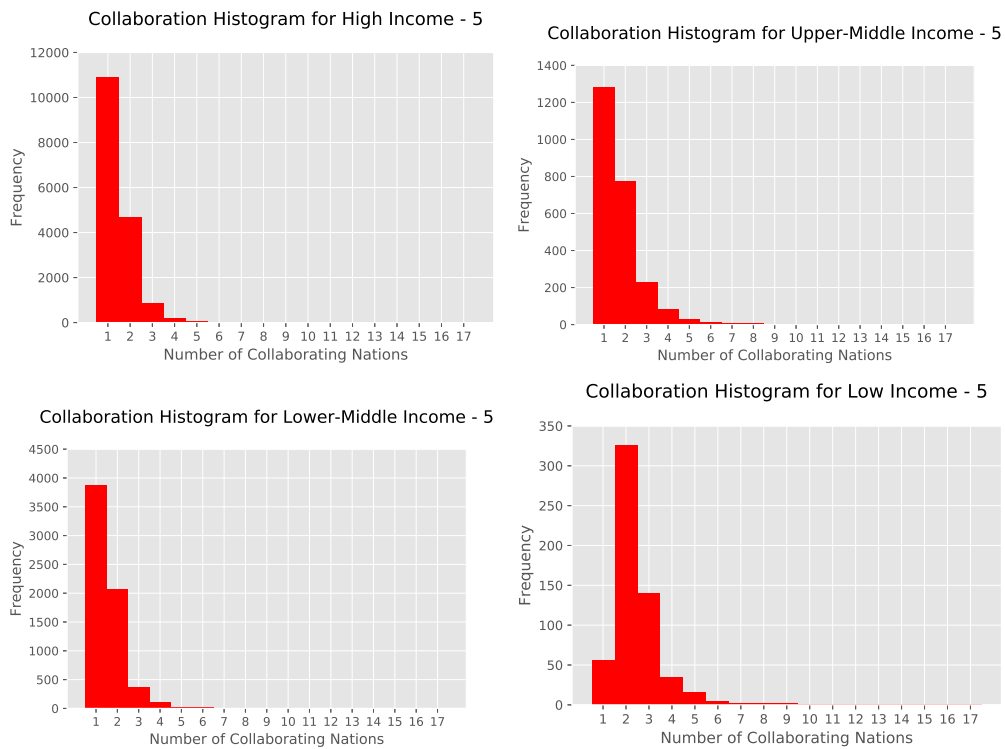 Collaboration Histogram for High Income - 5
12000
10000
8000
6000
4000
2000
0
Frequency
1 2 3 4 5 6 7 8 9 10 11 12 13 14 15 16 17
Number of Collaborating Nations
Collaboration Histogram for Upper-Middle Income - 5
1400
1200
1000
800
600
400
200
0
Frequency
1 2 3 4 5 6 7 8 9 10 11 12 13 14 15 16 17
Number of Collaborating Nations
Collaboration Histogram for Lower-Middle Income - 5
4500
4000
3500
3000
2500
2000
1500
1000
500
0
Frequency
1 2 3 4 5 6 7 8 9 10 11 12 13 14 15 16 17
Number of Collaborating Nations
Collaboration Histogram for Low Income - 5
350
300
250
200
150
100
50
0
Frequency
1 2 3 4 5 6 7 8 9 10 11 12 13 14 15 16 17
Number of Collaborating Nations